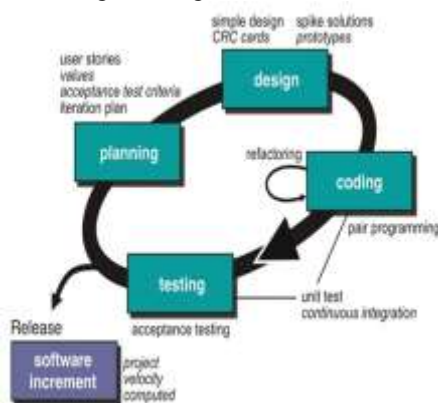 simple design
CRC cards
spike solutions
prototypes
user stories
values
acceptance test criteria
iteration plan
design
planning
refactoring
coding
pair programming
testing
unit test
continuous integration
acceptance testing
Release
software
increment
project
velocity
computed